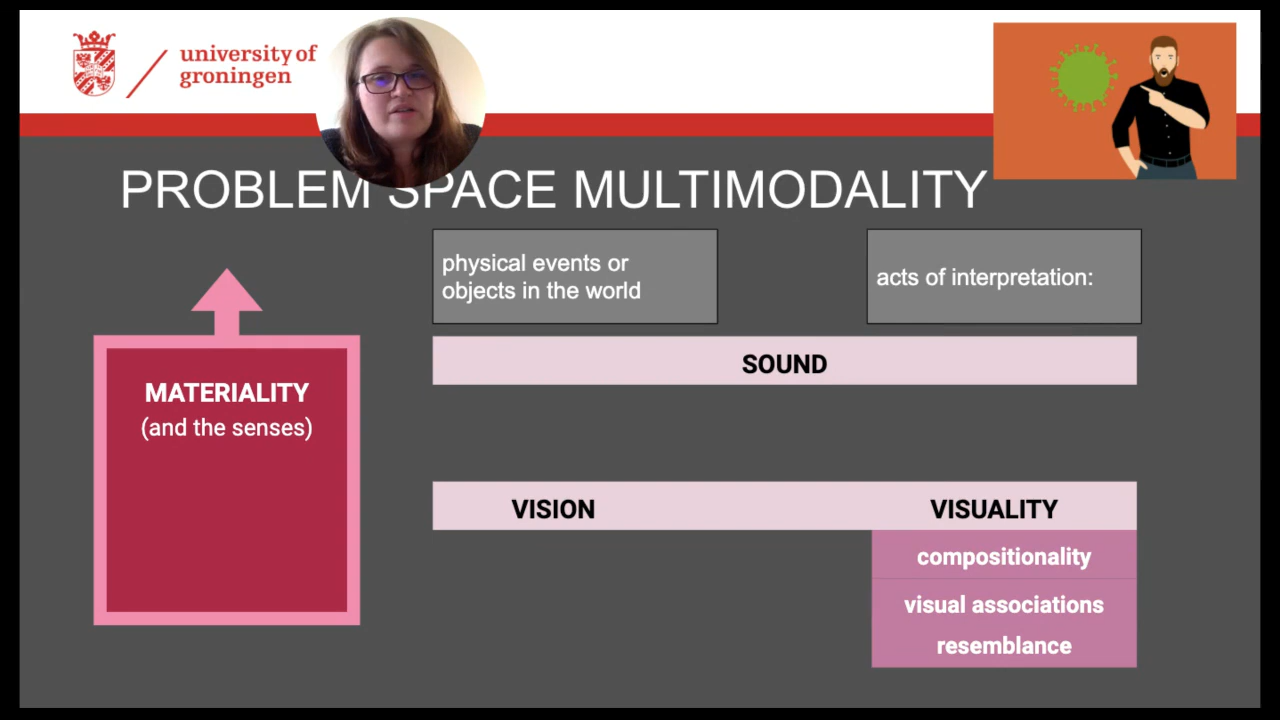 university of
groningen
PROBLEM SPACE MULTIMODALITY
physical events or
objects in the world
acts of interpretation:
SOUND
MATERIALITY
(and the senses)
VISION
VISUALITY
compositionality
visual associations
resemblance